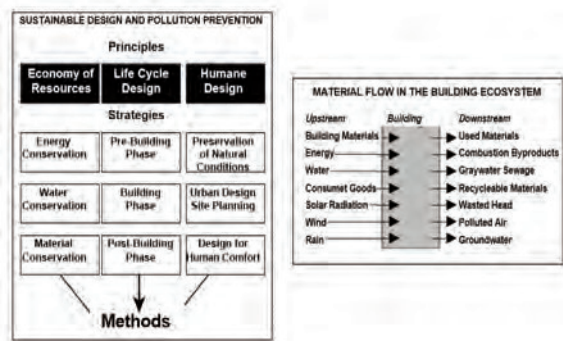 SUSTAINABLE DESIGN AND POLLUTION PREVENTION
Principles
Economy of
Resources
Life Cycle
Design
Humane
Design
Strategies
Energy
Conservation
Pre-Building
Phase
Preservation
of Natural
Conditions
Water
Conservation
Building
Phase
Urban Design
Site Planning
Material
Conservation
Post-Building
Phase
Design for
Human Comfort
Methods
MATERIAL FLOW IN THE BUILDING ECOSYSTEM
Upstream Building Downstream
Building Materials Used Materials
Energy Combustion Byproducts
Water Graywater Sewage
Consumet Goods Recycleable Materials
Solar Radiation Wasted Head
Wind Polluted Air
Rain Groundwater